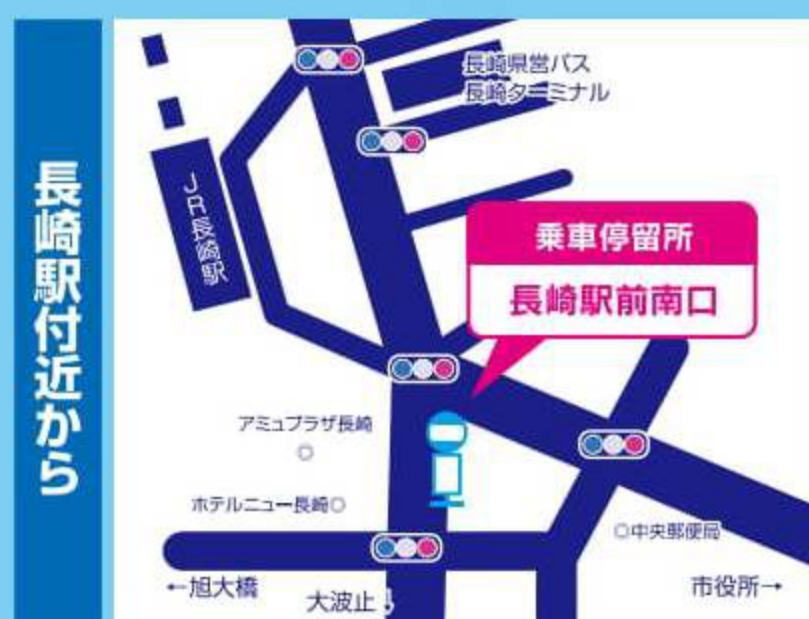 長崎駅付近から
長崎県営バス
長崎ターミナル
JR長崎駅
乗車停留所
長崎駅前南口
アミュプラザ長崎
◎
ホテルニュー長崎◎
◎中央郵便局
←旭大橋
大波止↓
市役所→